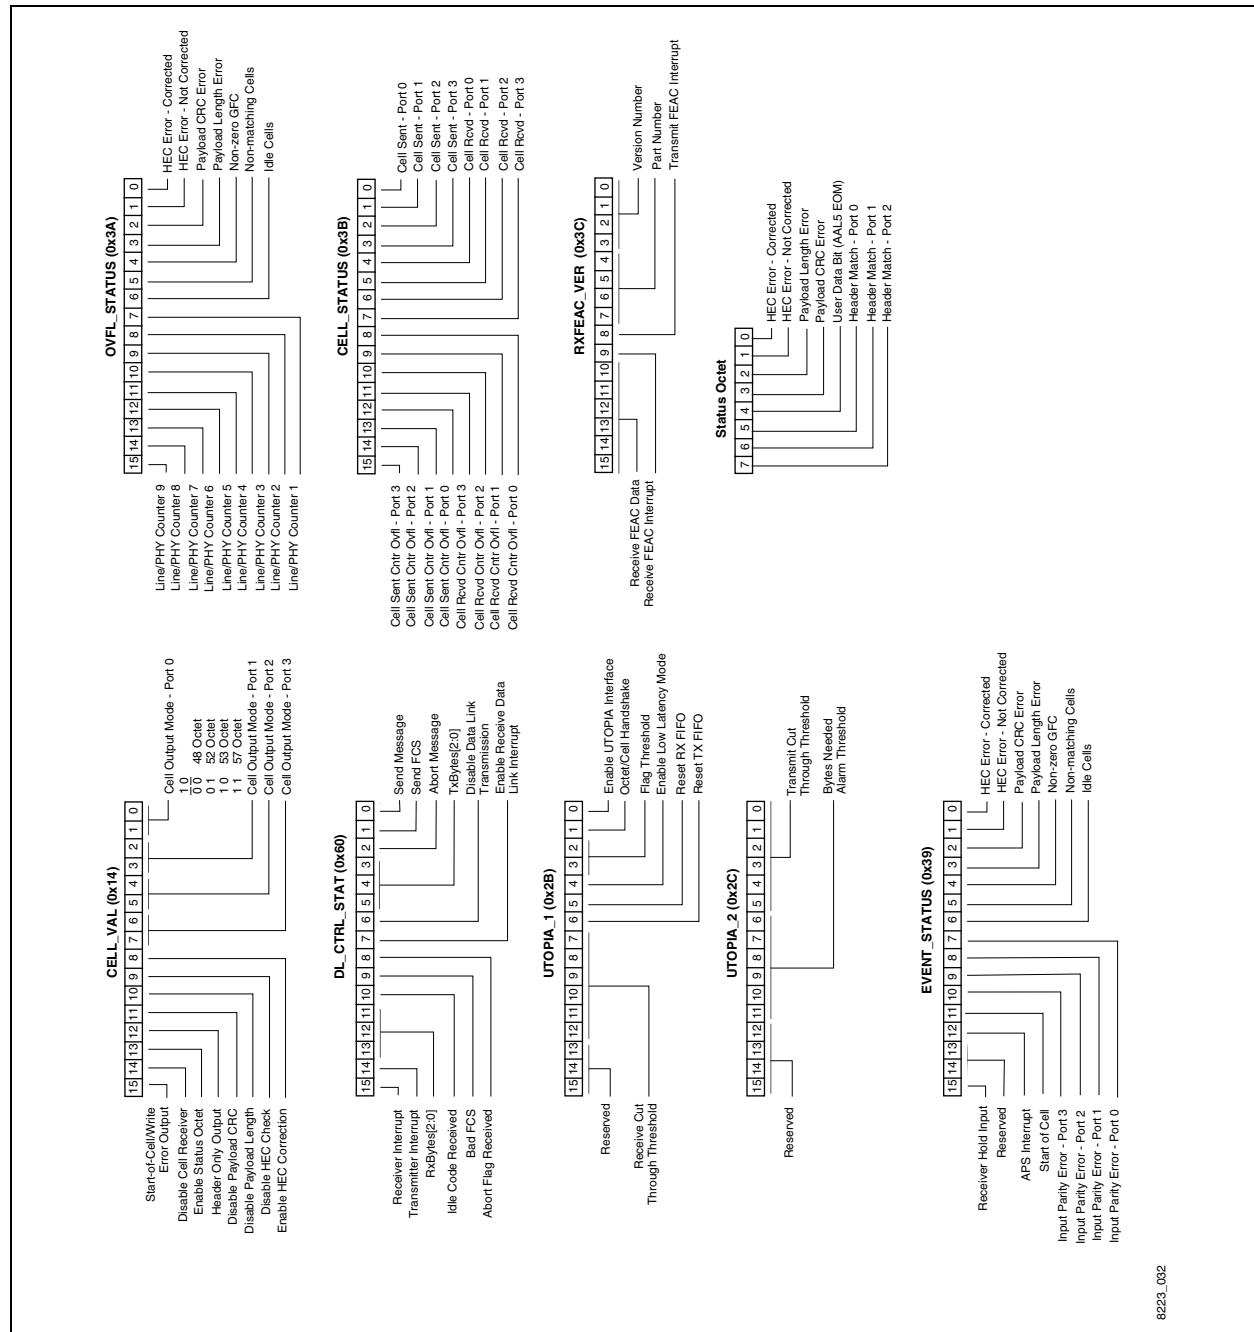 CELL_VAL (0x14)
15 14 13 12 11 10 9 8 7 6 5 4 3 2 1 0
Start-of-Cell/Write
Error Output
Disable Cell Receiver
Enable Status Octet
Header Only Output
Disable Payload CRC
Disable Payload Length
Disable HEC Check
Enable HEC Correction
Cell Output Mode - Port 0
1 0
0 0 48 Octet
0 1 52 Octet
1 0 53 Octet
1 1 57 Octet
Cell Output Mode - Port 1
Cell Output Mode - Port 2
Cell Output Mode - Port 3
DL_CTRL_STAT (0x60)
15 14 13 12 11 10 9 8 7 6 5 4 3 2 1 0
Receiver Interrupt
Transmitter Interrupt
RxBytes[2:0]
Idle Code Received
Bad FCS
Abort Flag Received
Send Message
Send FCS
Abort Message
TxBytes[2:0]
Disable Data Link
Transmission
Enable Receive Data
Link Interrupt
UTOPIA_1 (0x2B)
15 14 13 12 11 10 9 8 7 6 5 4 3 2 1 0
Reserved
Receive Cut
Through Threshold
Enable UTOPIA Interface
Octet/Cell Handshake
Flag Threshold
Enable Low Latency Mode
Reset RX FIFO
Reset TX FIFO
UTOPIA_2 (0x2C)
15 14 13 12 11 10 9 8 7 6 5 4 3 2 1 0
Reserved
Transmit Cut
Through Threshold
Bytes Needed
Alarm Threshold
EVENT_STATUS (0x39)
15 14 13 12 11 10 9 8 7 6 5 4 3 2 1 0
Receiver Hold Input
Reserved
APS Interrupt
Start of Cell
Input Parity Error - Port 3
Input Parity Error - Port 2
Input Parity Error - Port 1
Input Parity Error - Port 0
HEC Error - Corrected
HEC Error - Not Corrected
Payload CRC Error
Payload Length Error
Non-zero GFC
Non-matching Cells
Idle Cells
OVFL_STATUS (0x3A)
15 14 13 12 11 10 9 8 7 6 5 4 3 2 1 0
Line/PHY Counter 9
Line/PHY Counter 8
Line/PHY Counter 7
Line/PHY Counter 6
Line/PHY Counter 5
Line/PHY Counter 4
Line/PHY Counter 3
Line/PHY Counter 2
Line/PHY Counter 1
HEC Error - Corrected
HEC Error - Not Corrected
Payload CRC Error
Payload Length Error
Non-zero GFC
Non-matching Cells
Idle Cells
CELL_STATUS (0x3B)
15 14 13 12 11 10 9 8 7 6 5 4 3 2 1 0
Cell Sent Cntr Ovfl - Port 3
Cell Sent Cntr Ovfl - Port 2
Cell Sent Cntr Ovfl - Port 1
Cell Sent Cntr Ovfl - Port 0
Cell Rcvd Cntr Ovfl - Port 3
Cell Rcvd Cntr Ovfl - Port 2
Cell Rcvd Cntr Ovfl - Port 1
Cell Rcvd Cntr Ovfl - Port 0
Cell Sent - Port 0
Cell Sent - Port 1
Cell Sent - Port 2
Cell Sent - Port 3
Cell Rcvd - Port 0
Cell Rcvd - Port 1
Cell Rcvd - Port 2
Cell Rcvd - Port 3
RXFEAC_VER (0x3C)
15 14 13 12 11 10 9 8 7 6 5 4 3 2 1 0
Receive FEAC Data
Receive FEAC Interrupt
Version Number
Part Number
Transmit FEAC Interrupt
Status Octet
7 6 5 4 3 2 1 0
HEC Error - Corrected
HEC Error - Not Corrected
Payload Length Error
Payload CRC Error
User Data Bit (AAL5 EOM)
Header Match - Port 0
Header Match - Port 1
Header Match - Port 2
8223_032